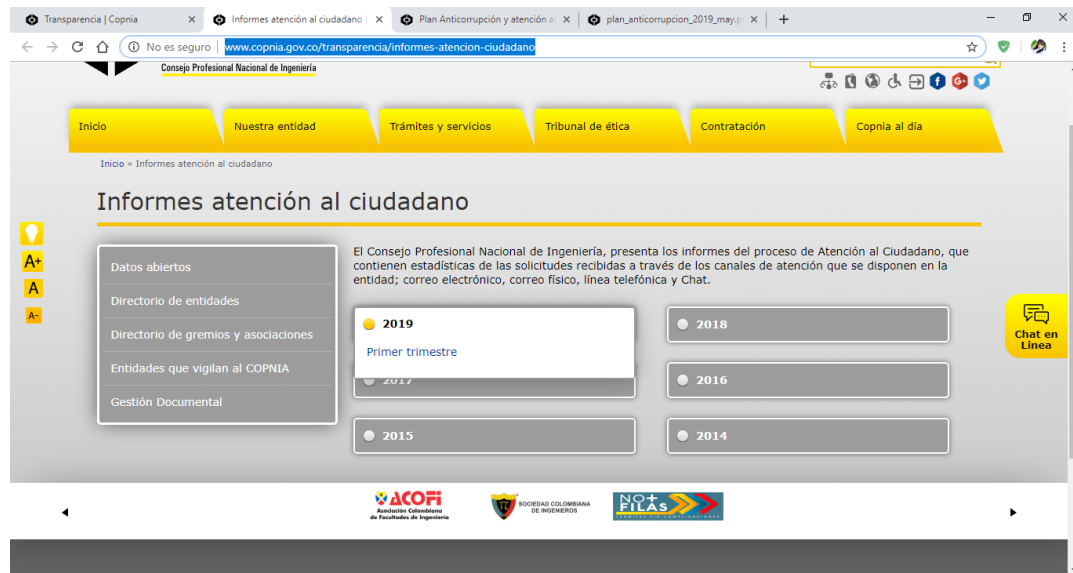 Transparencia | Copnia
Informes atención al ciudadano |
Plan Anticorrupción y atención a
plan_anticorrupcion_2019_may.p
No es seguro | www.copnia.gov.co/transparencia/informes-atencion-ciudadano
Consejo Profesional Nacional de Ingeniería
Inicio
Nuestra entidad
Trámites y servicios
Tribunal de ética
Contratación
Copnia al día
Inicio » Informes atención al ciudadano
Informes atención al ciudadano
A+
A
A-
Datos abiertos
Directorio de entidades
Directorio de gremios y asociaciones
Entidades que vigilan al COPNIA
Gestión Documental
El Consejo Profesional Nacional de Ingeniería, presenta los informes del proceso de Atención al Ciudadano, que
contienen estadísticas de las solicitudes recibidas a través de los canales de atención que se disponen en la
entidad; correo electrónico, correo físico, línea telefónica y Chat.
2019
Primer trimestre
2018
2017
2016
2015
2014
Chat en
Línea
ACOFI
Asociación Colombiana
de Facultades de Ingeniería
SOCIEDAD COLOMBIANA
DE INGENIEROS
NO+
FILAS